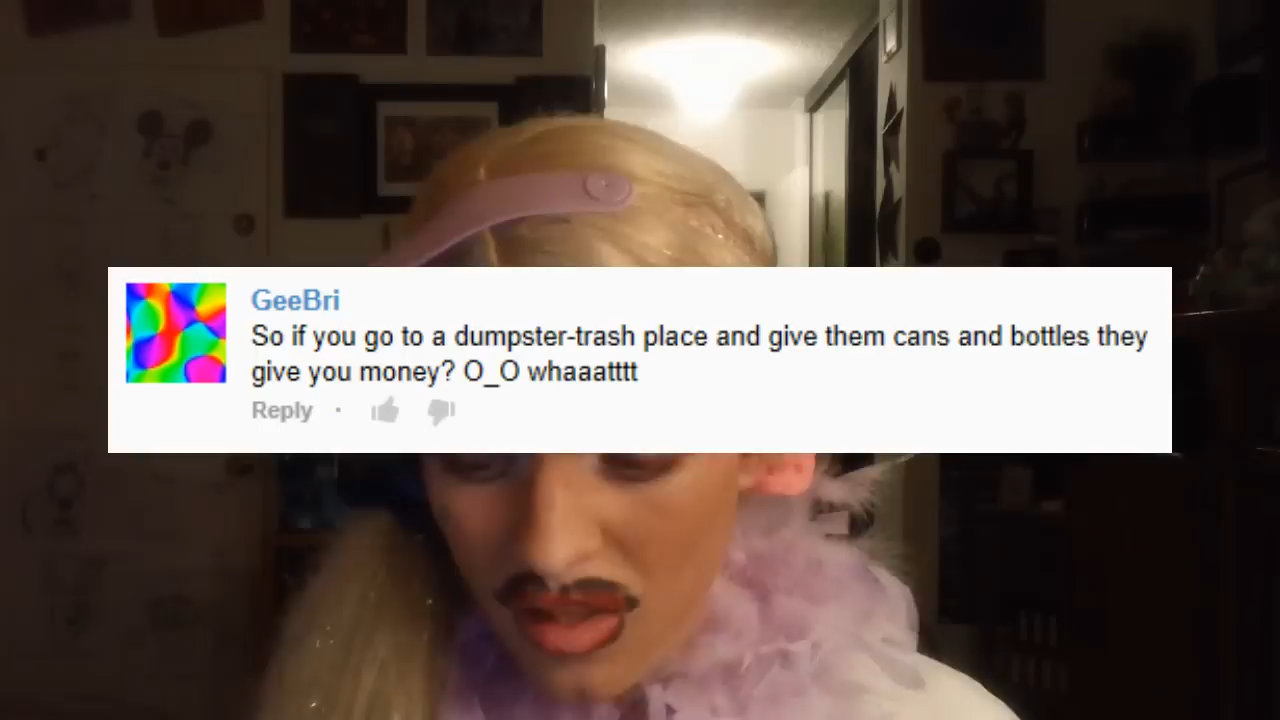 GeeBri
So if you go to a dumpster-trash place and give them cans and bottles they
give you money? O_O whaaatttt
Reply ·